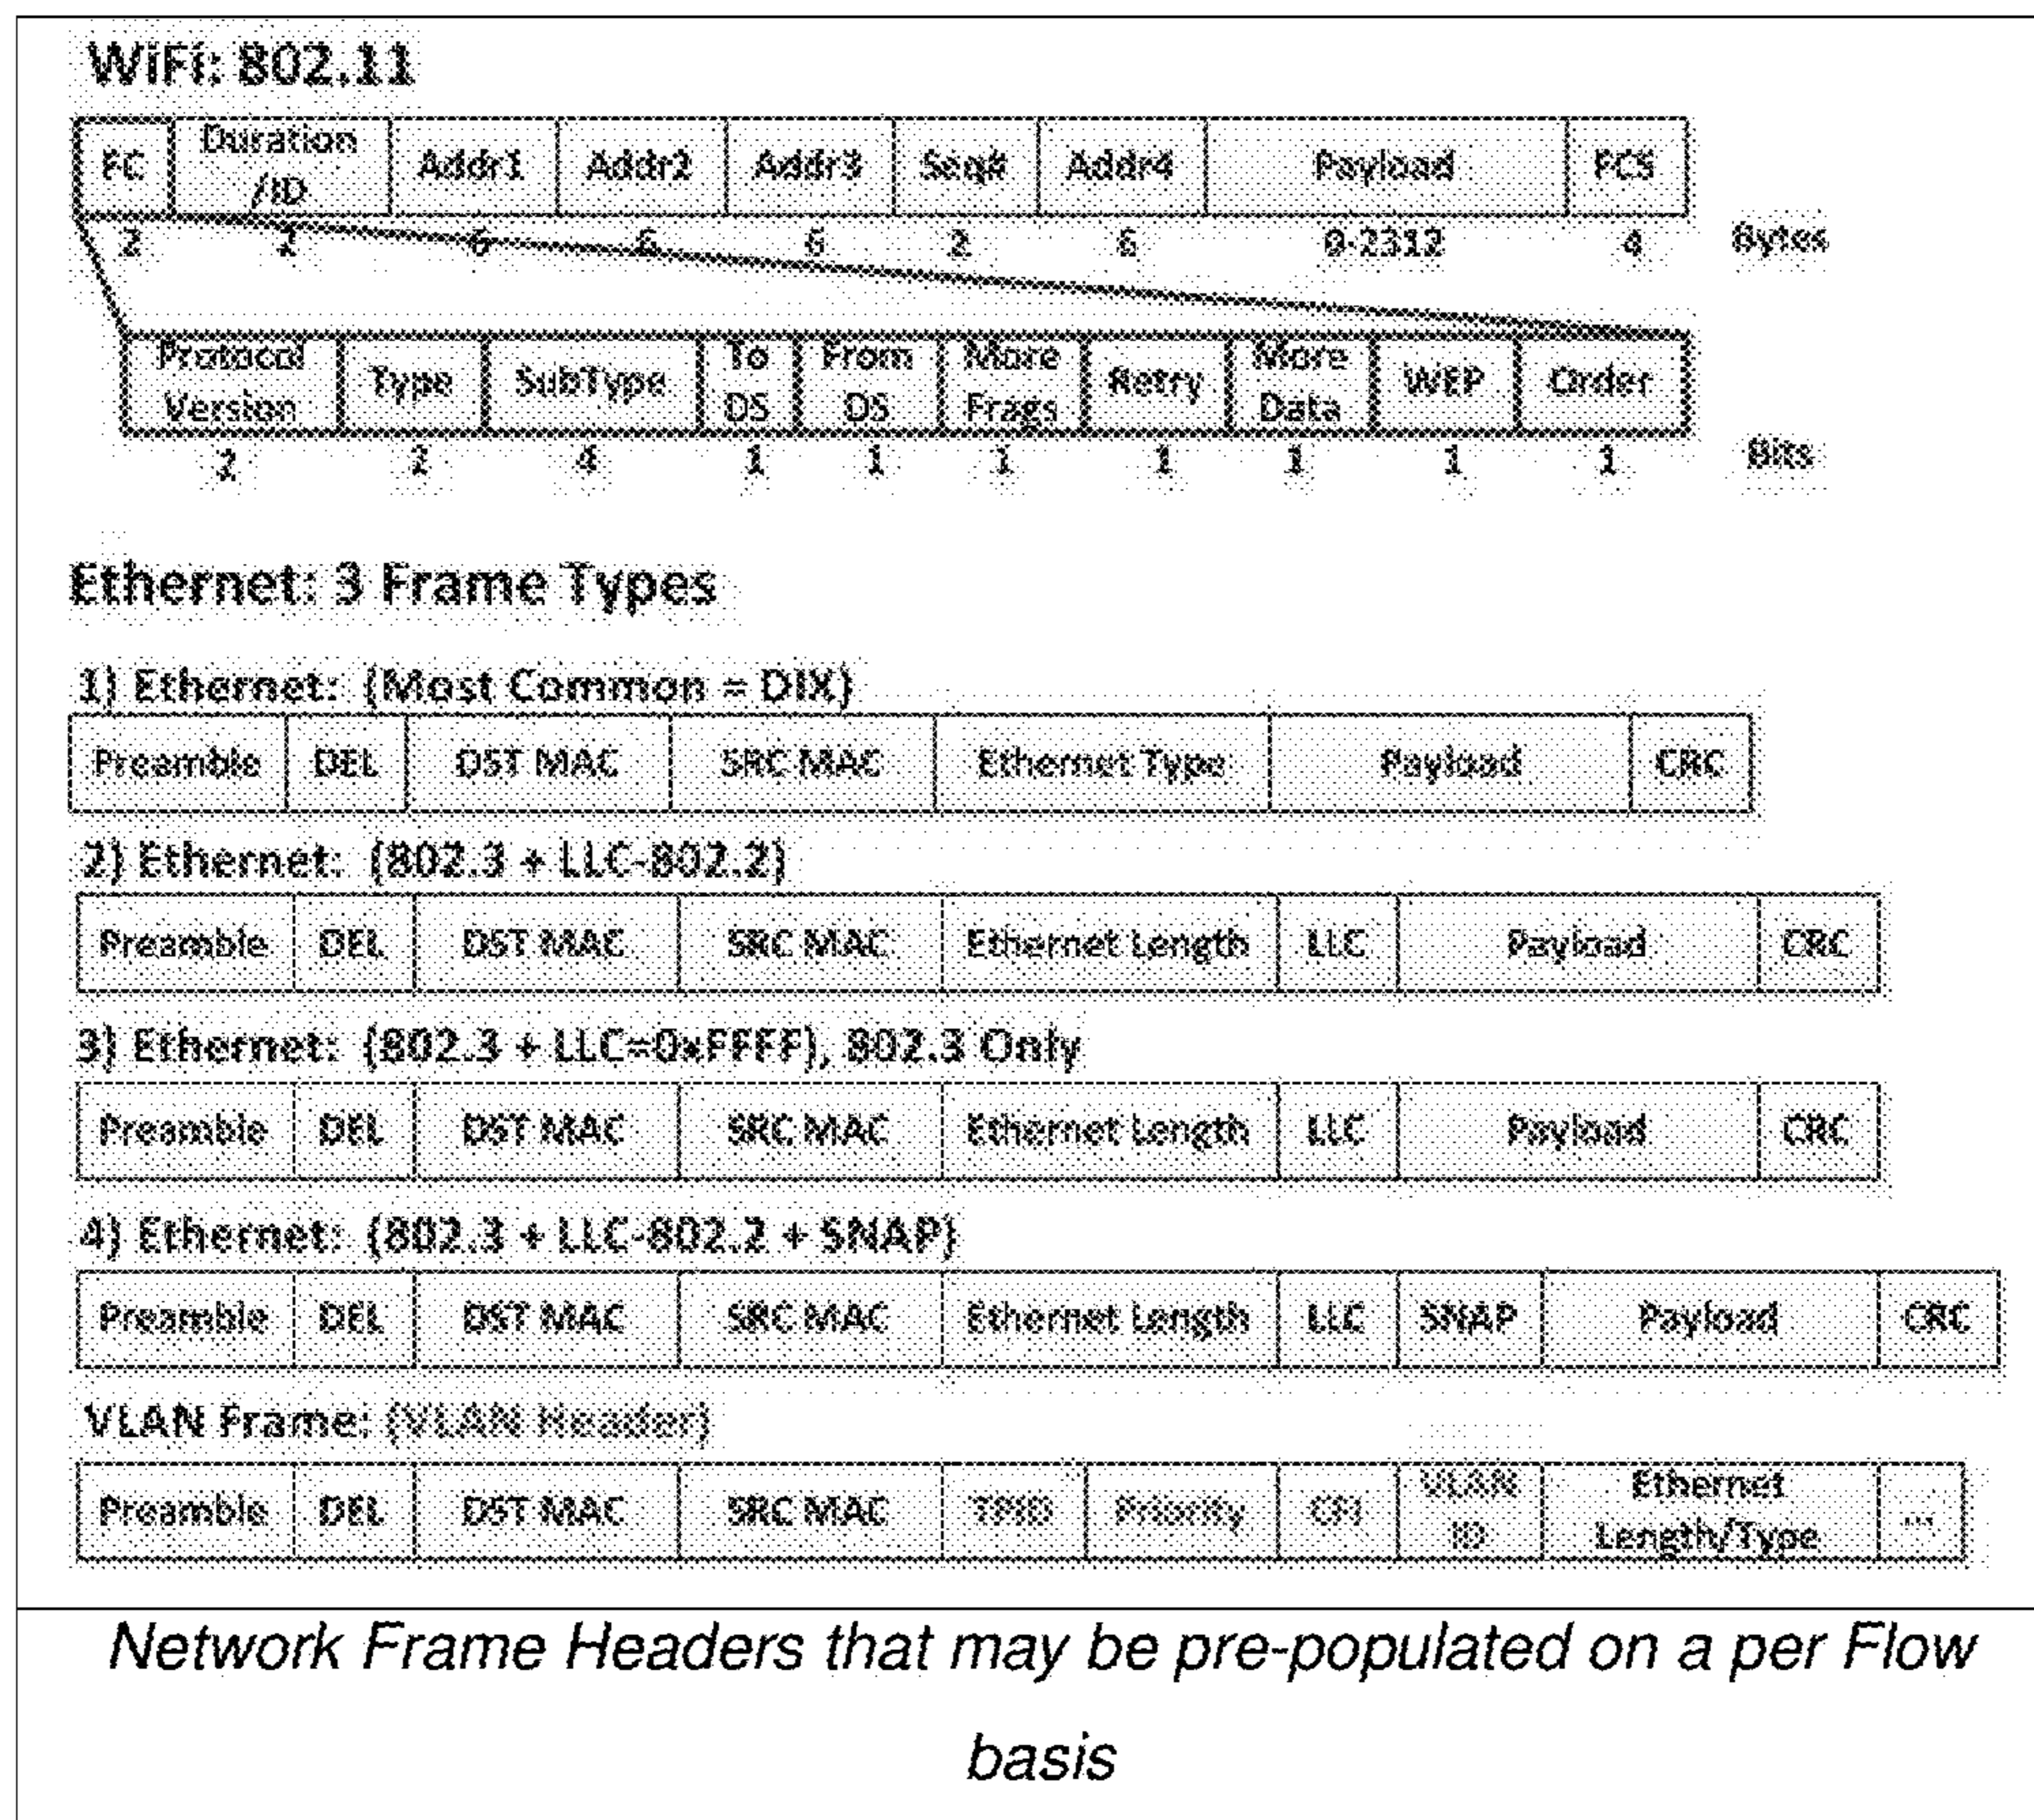 WiFi: 802.11
FC Duration /ID Addr1 Addr2 Addr3 Seq# Addr4 Payload FCS
2 2 6 6 6 2 6 0-2312 4 Bytes
Protocol Version Type SubType To DS From DS More Frags Retry More Data WEP Order
2 2 4 1 1 1 1 1 1 1 Bits
Ethernet: 3 Frame Types
1) Ethernet: (Most Common = DIX)
Preamble DEL DST MAC SRC MAC Ethernet Type Payload CRC
2) Ethernet: (802.3 + LLC-802.2)
Preamble DEL DST MAC SRC MAC Ethernet Length LLC Payload CRC
3) Ethernet: (802.3 + LLC=0xFFFF), 802.3 Only
Preamble DEL DST MAC SRC MAC Ethernet Length LLC Payload CRC
4) Ethernet: (802.3 + LLC-802.2 + SNAP)
Preamble DEL DST MAC SRC MAC Ethernet Length LLC SNAP Payload CRC
VLAN Frame: (VLAN Header)
Preamble DEL DST MAC SRC MAC TPID Priority CFI VLAN ID Ethernet Length/Type ...
Network Frame Headers that may be pre-populated on a per Flow
basis